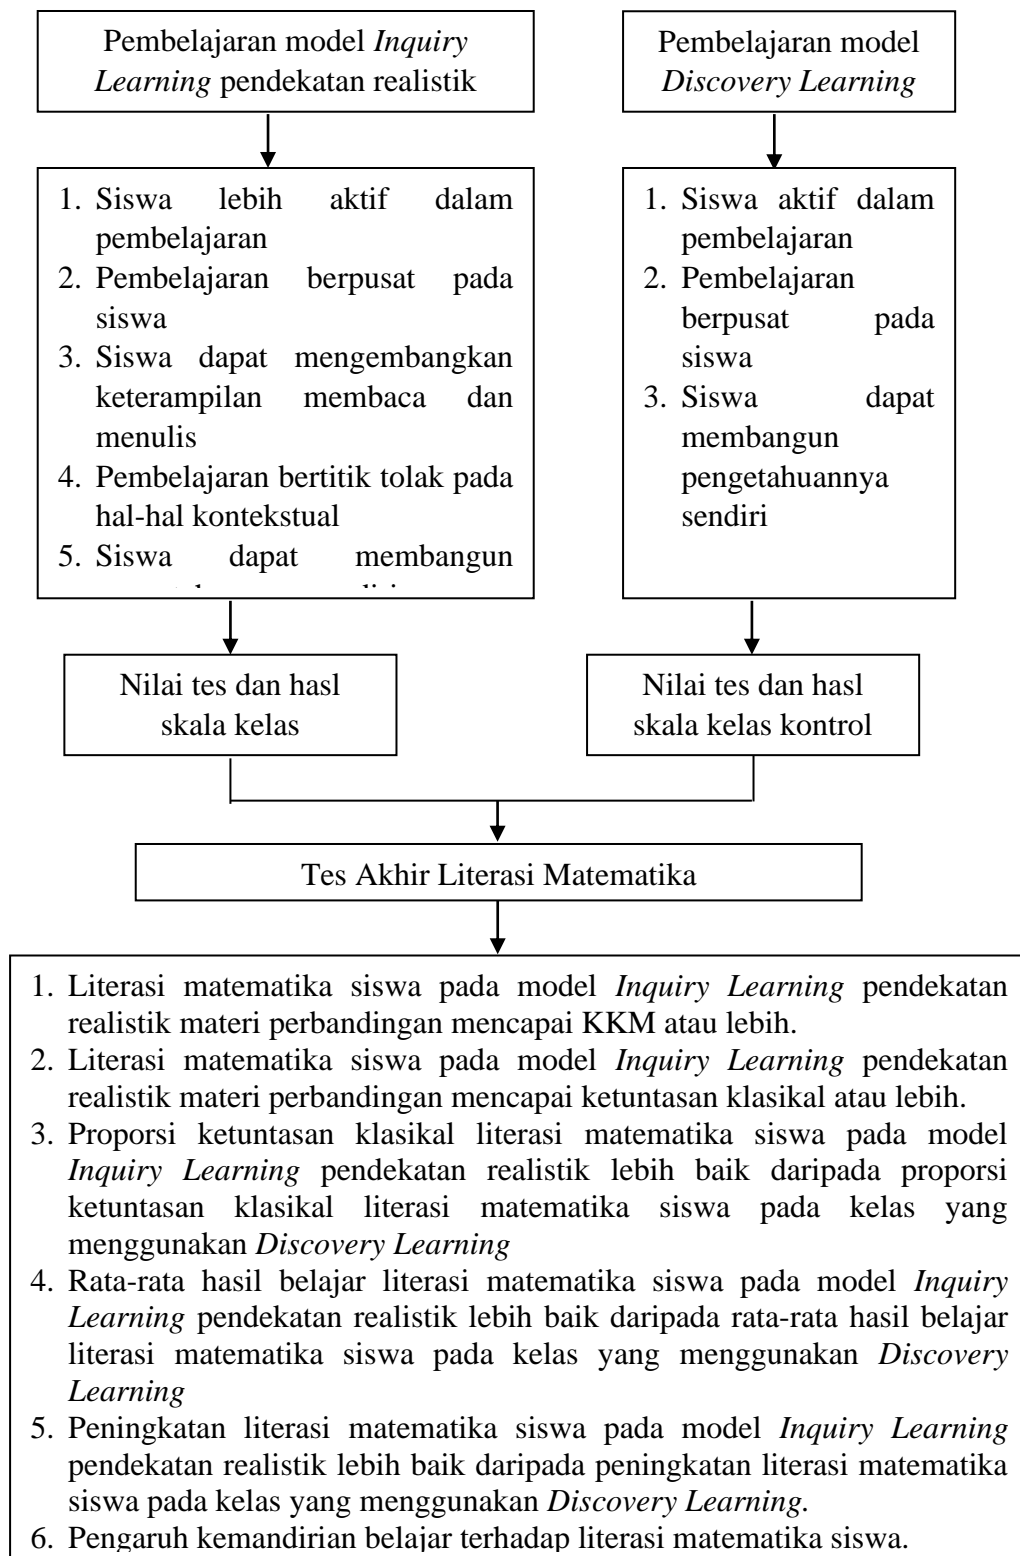 Pembelajaran model Inquiry
Learning pendekatan realistik
Pembelajaran model
Discovery Learning
1. Siswa lebih aktif dalam
pembelajaran
2. Pembelajaran berpusat pada
siswa
3. Siswa dapat mengembangkan
keterampilan membaca dan
menulis
4. Pembelajaran bertitik tolak pada
hal-hal kontekstual
5. Siswa dapat membangun
1. Siswa aktif dalam
pembelajaran
2. Pembelajaran
berpusat pada
siswa
3. Siswa dapat
membangun
pengetahuannya
sendiri
Nilai tes dan hasl
skala kelas
Nilai tes dan hasl
skala kelas kontrol
Tes Akhir Literasi Matematika
1. Literasi matematika siswa pada model Inquiry Learning pendekatan
realistik materi perbandingan mencapai KKM atau lebih.
2. Literasi matematika siswa pada model Inquiry Learning pendekatan
realistik materi perbandingan mencapai ketuntasan klasikal atau lebih.
3. Proporsi ketuntasan klasikal literasi matematika siswa pada model
Inquiry Learning pendekatan realistik lebih baik daripada proporsi
ketuntasan klasikal literasi matematika siswa pada kelas yang
menggunakan Discovery Learning
4. Rata-rata hasil belajar literasi matematika siswa pada model Inquiry
Learning pendekatan realistik lebih baik daripada rata-rata hasil belajar
literasi matematika siswa pada kelas yang menggunakan Discovery
Learning
5. Peningkatan literasi matematika siswa pada model Inquiry Learning
pendekatan realistik lebih baik daripada peningkatan literasi matematika
siswa pada kelas yang menggunakan Discovery Learning.
6. Pengaruh kemandirian belajar terhadap literasi matematika siswa.